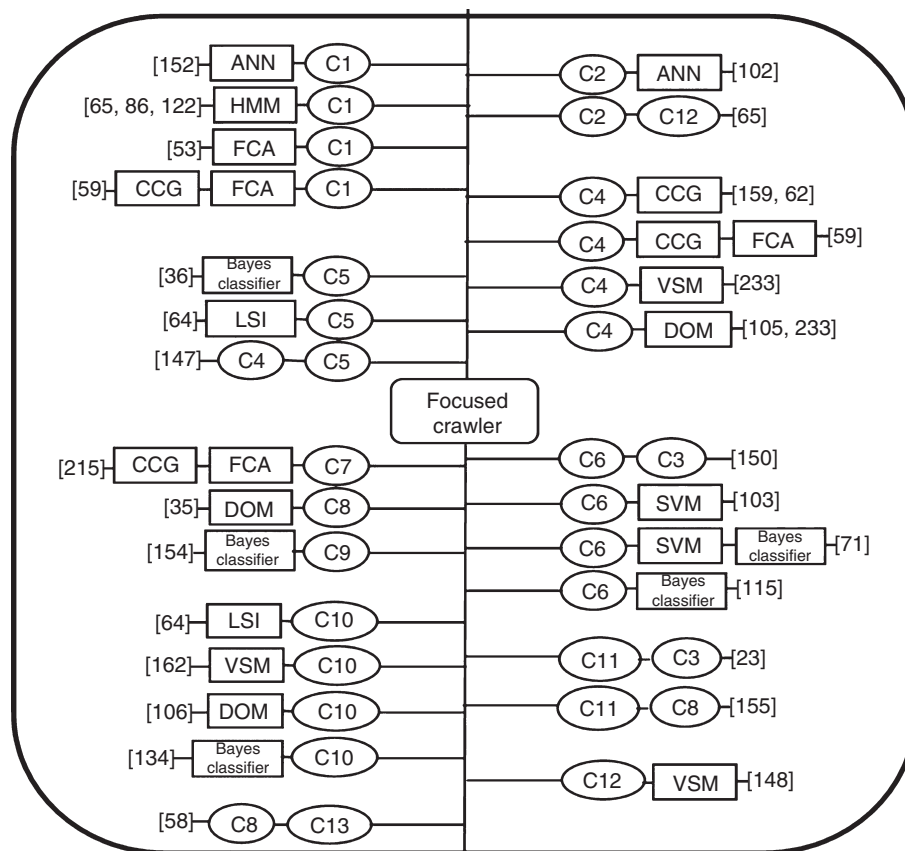 [152] ANN C1
[65, 86, 122] HMM C1
[53] FCA C1
[59] CCG FCA C1
[36] Bayes classifier C5
[64] LSI C5
[147] C4 C5
C2 ANN [102]
C2 C12 [65]
C4 CCG [159, 62]
C4 CCG FCA [59]
C4 VSM [233]
C4 DOM [105, 233]
Focused
crawler
[215] CCG FCA C7
[35] DOM C8
[154] Bayes classifier C9
[64] LSI C10
[162] VSM C10
[106] DOM C10
[134] Bayes classifier C10
[58] C8 C13
C6 C3 [150]
C6 SVM [103]
C6 SVM Bayes classifier [71]
C6 Bayes classifier [115]
C11 C3 [23]
C11 C8 [155]
C12 VSM [148]